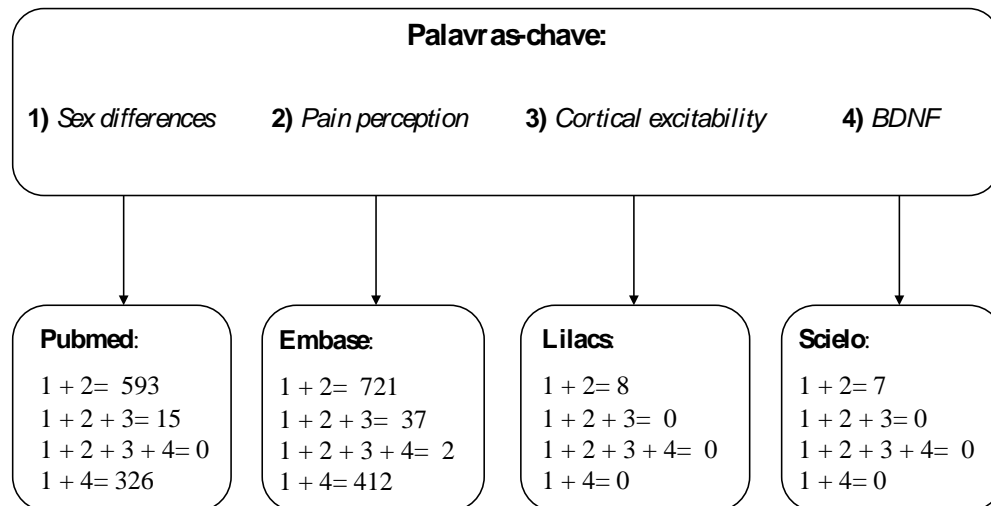 Palavras-chave:
1) Sex differences 2) Pain perception 3) Cortical excitability 4) BDNF
Pubmed:
1 + 2= 593
1 + 2 + 3= 15
1 + 2 + 3 + 4= 0
1 + 4= 326
Embase:
1 + 2= 721
1 + 2 + 3= 37
1 + 2 + 3 + 4= 2
1 + 4= 412
Lilacs:
1 + 2= 8
1 + 2 + 3= 0
1 + 2 + 3 + 4= 0
1 + 4= 0
Scielo:
1 + 2= 7
1 + 2 + 3= 0
1 + 2 + 3 + 4= 0
1 + 4= 0